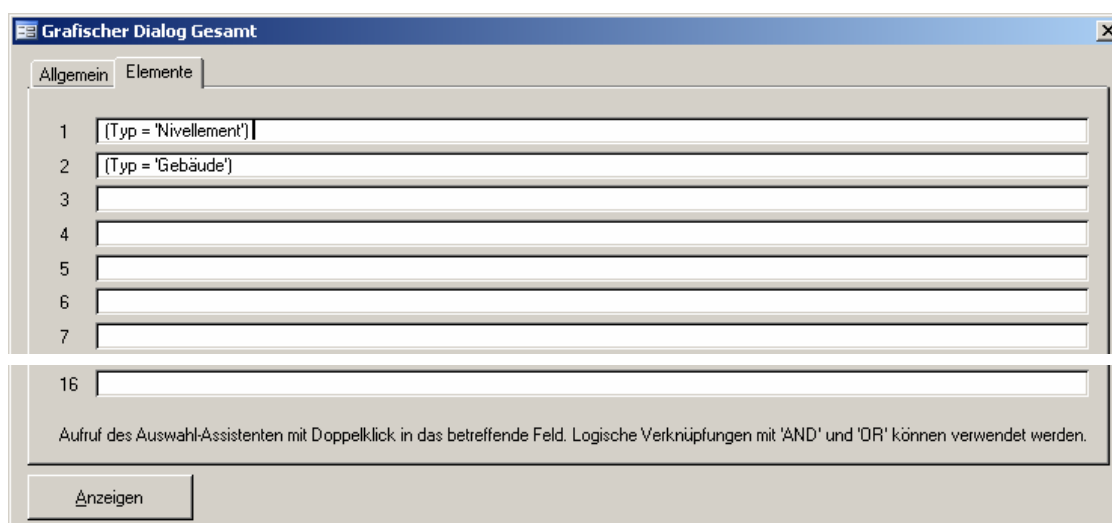 Grafischer Dialog Gesamt
Allgemein Elemente
1 (Typ = 'Nivellement')
2 (Typ = 'Gebäude')
3
4
5
6
7
16
Aufruf des Auswahl-Assistenten mit Doppelklick in das betreffende Feld. Logische Verknüpfungen mit 'AND' und 'OR' können verwendet werden.
Anzeigen